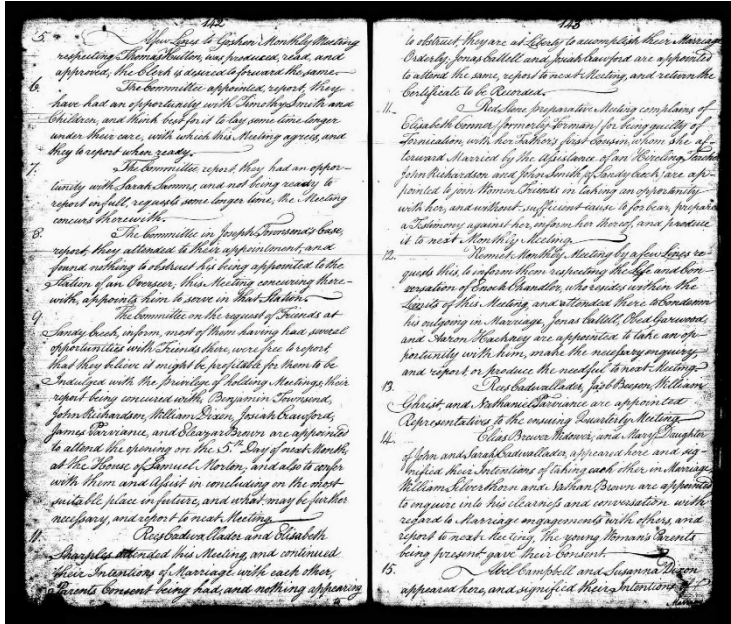 142
5. A few Lines to Goshen Monthly Meeting
respecting Thomas Hutton, was produced, read, and
approved, the Clerk is desired to forward the same.
6. The Committee appointed, report, they
have had an opportunity with Timothy Smith and
Children, and think best for it to lay some time longer
under their care, with which this Meeting agrees, and
they to report when ready.
7. The Committee report, they had an oppor-
tunity with Sarah Samms, and not being ready to
report in full, requests some longer time, the Meeting
concurs therewith.
8. The Committee in Joseph Townsend's Case,
report, they attended to their appointment, and
found nothing to obstruct his being appointed to the
Station of an Overseer, this Meeting concuring there-
with, appoints them to serve in that Station.
9 The Committee on the request of Friends at
Sandy Creek, inform, most of them having had several
opportunities with Friends there, were free to report,
that they believe it might be profitable for them to be
Indulged with the priviledge of holding Meetings, their
report being concured with, Benjamin Townsend,
John Richardson, William Dixon, Josiah Crawford,
James Parviance, and Eleazar Brown are appointed
to attend the opening on the 5th Day of next Month,
at the House of Samuel Morton, and also to confer
with them and Assist in concluding on the most
suitable place in future, and what may be further
necessary, and report to next Meeting.
10. Rees Cadwallader and Elisabeth
Sharples attended this Meeting, and continued
their Intentions of Marriage with each other,
Parents Consent being had, and nothing appearing
143
to obstruct, they are at Liberty to accomplish their Marriage
Orderly, Jonas Cattell and Josiah Crawford are appointed
to attend the same, report to next Meeting, and return the
Certificate to be Recorded.
11. Red Stone preparative Meeting complains of
Elisabeth Conner (formerly Forman) for being guilty of
Fornication, with her Father's first Cousin, whom she af-
terward Married by the Assistance of an Hireling Teacher
John Richardson and John Smith (of Sandy Creek) are ap-
pointed to join Women Friends in taking an opportunity
with her, and without sufficient cause to forbear, prepare
a Testimony against her, inform her thereof, and produce
it to next Monthly Meeting.
12. Kennet Monthly Meeting by a few Lines re
quests this, to inform them respecting the Life and Con
versation of Enoch Chandler, who resides within the
Limits of this Meeting, and attended there to Condemn
his outgoing in Marriage, Jonas Cattell, Obed Garwood,
and Aaron Hackney are appointed to take an op-
portunity with him, make the necessary enquiry,
and report or produce the needful to next Meeting.
13. Rees Cadwallader, Jacob Beeson, William
Ghrist, and Nathaniel Parviance are appointed
Representatives to the ensuing Quarterly Meeting.
14. Elias Brewer Widower, and Mary Daughter
of John and Sarah Cadwallader, appeared here and sig-
nified their Intentions of taking each other in Marriage,
William Silverthorn and Nathan Brown are appointed
to enquire into his clearness and conversation with
regard to Marriage engagements with others, and
report to next Meeting, the young Woman's Parents
being present gave their Consent.
15. Abel Campbell and Susanna Dixon
appeared here, and signified their Intentions of